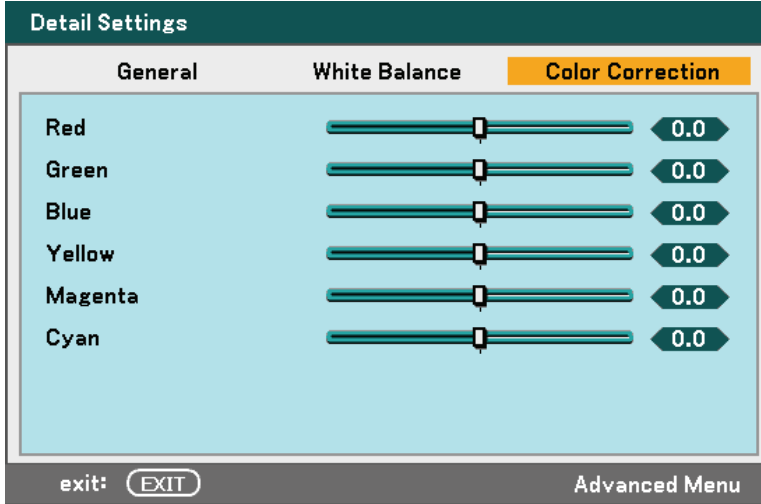 Detail Settings
General White Balance Color Correction
Red 0.0
Green 0.0
Blue 0.0
Yellow 0.0
Magenta 0.0
Cyan 0.0
exit: EXIT Advanced Menu